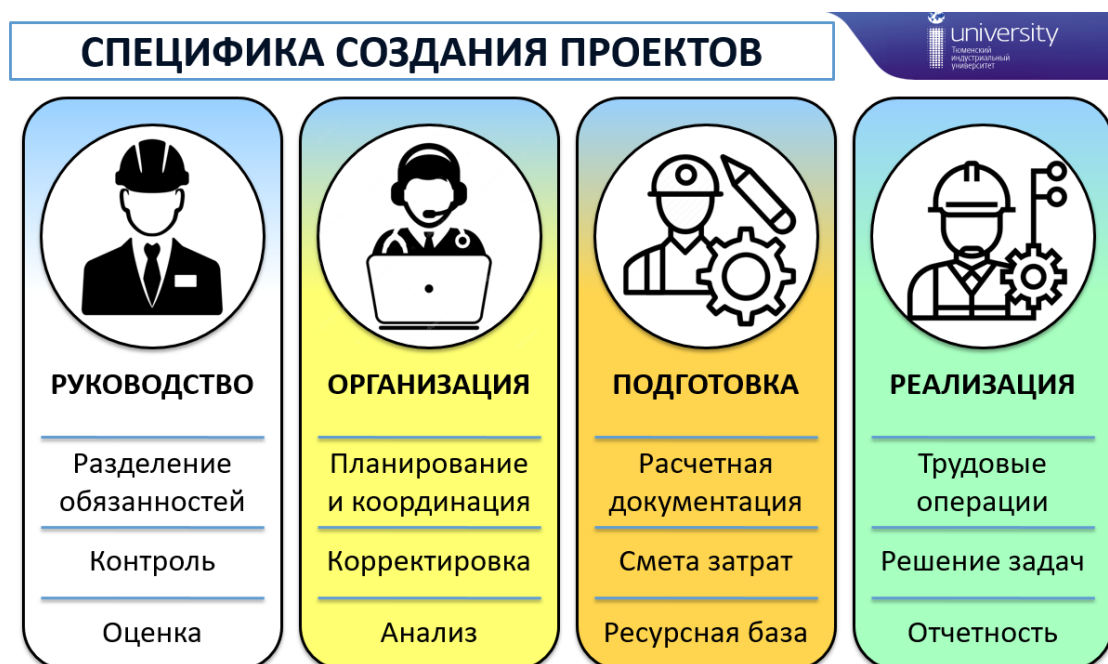 СПЕЦИФИКА СОЗДАНИЯ ПРОЕКТОВ
university
Тюменский
индустриальный
университет
РУКОВОДСТВО
Разделение
обязанностей
Контроль
Оценка
ОРГАНИЗАЦИЯ
Планирование
и координация
Корректировка
Анализ
ПОДГОТОВКА
Расчетная
документация
Смета затрат
Ресурсная база
РЕАЛИЗАЦИЯ
Трудовые
операции
Решение задач
Отчетность